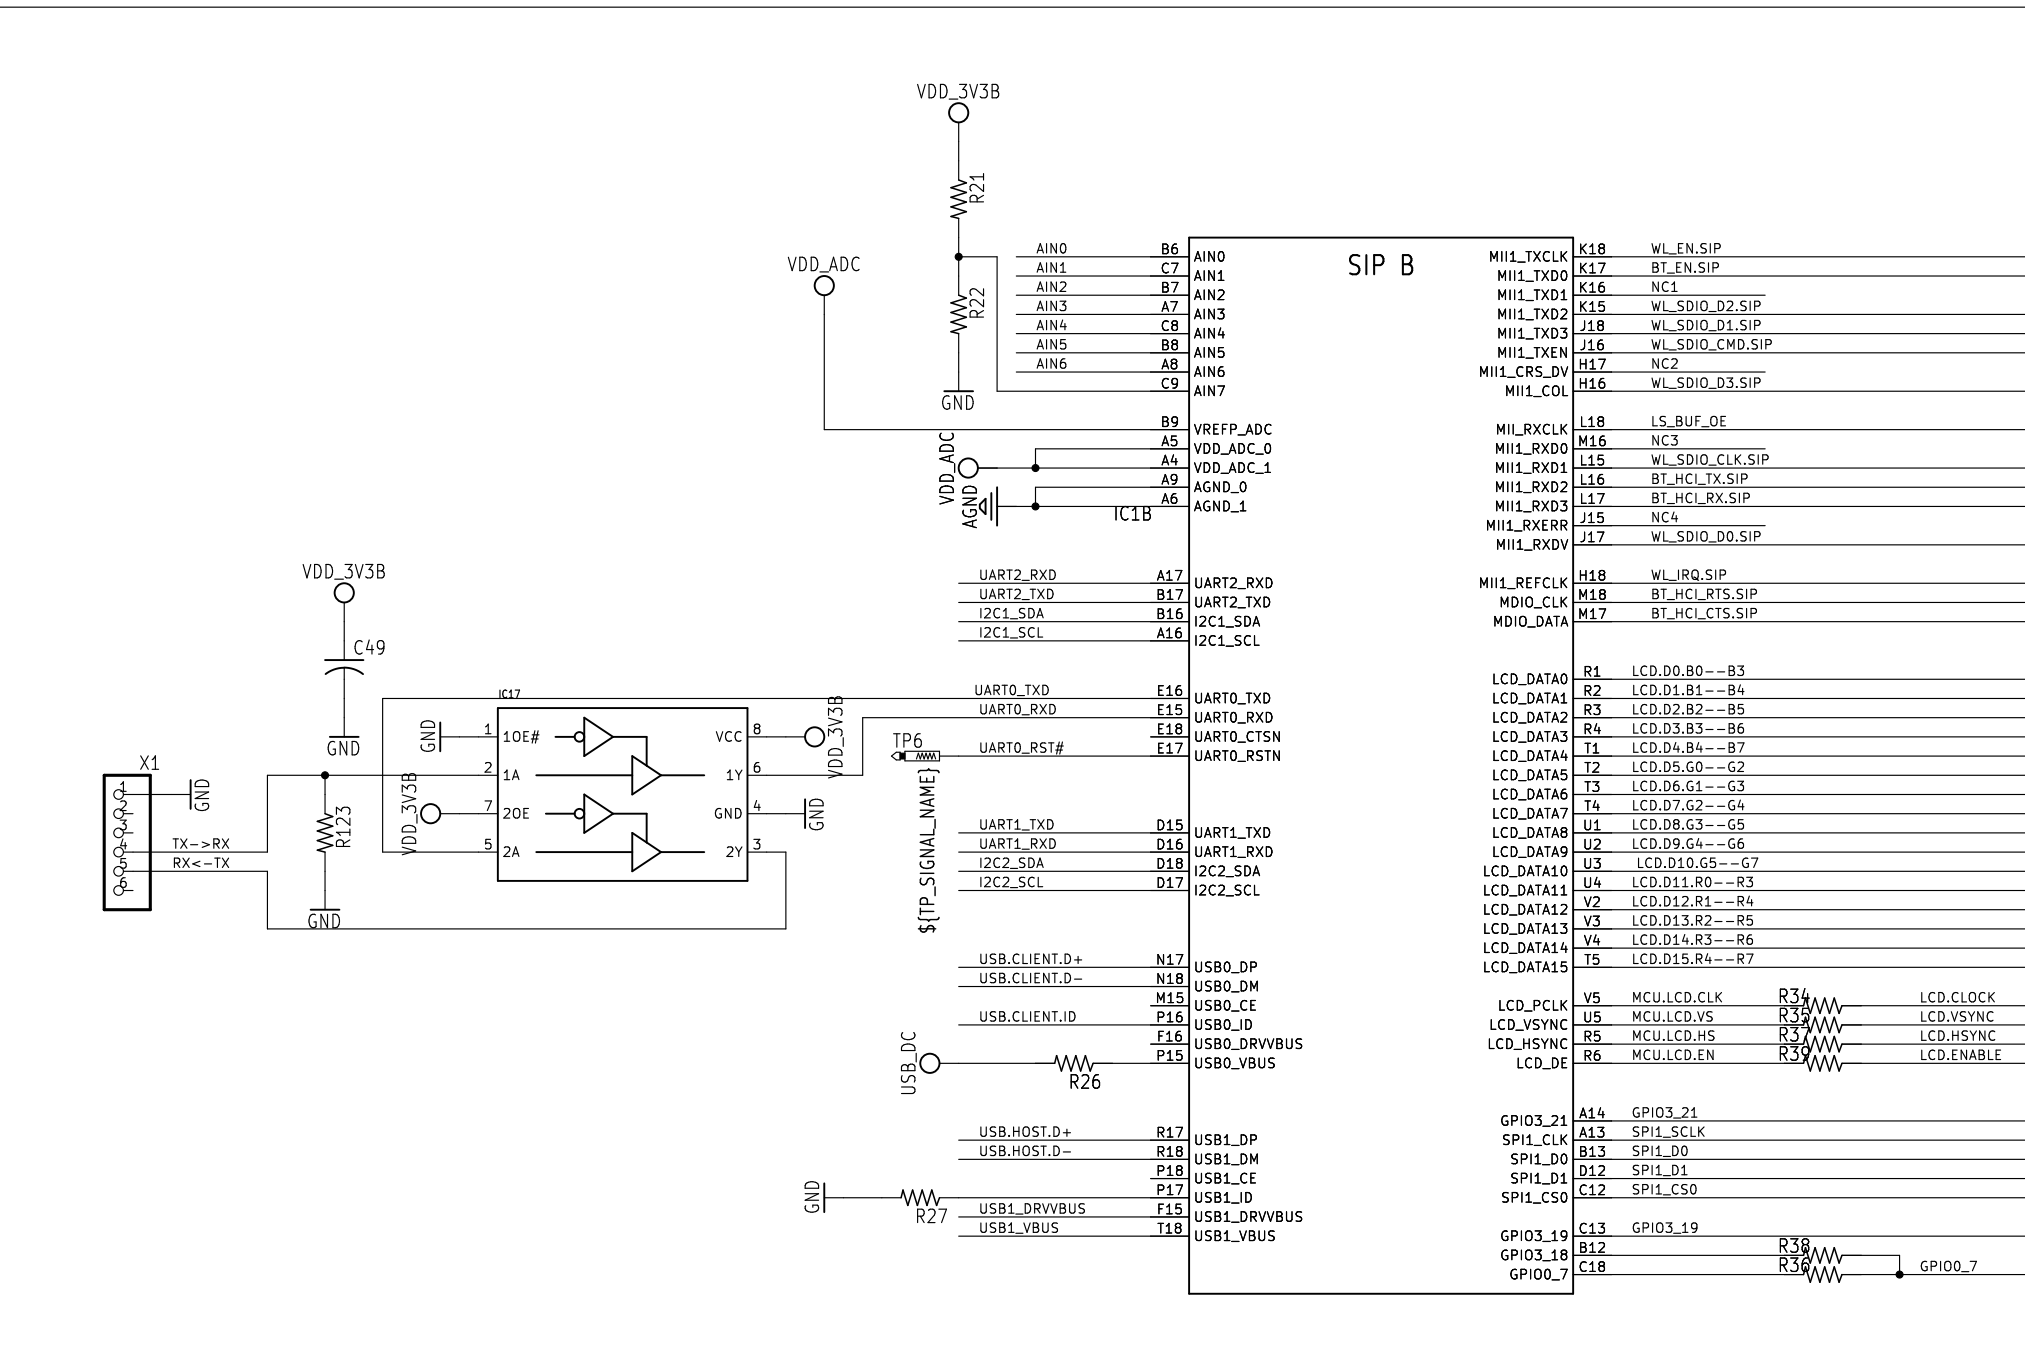 VDD_3V3B
R21
R22
GND
VDD_ADC
SIP B
AIN0 B6 AIN0
AIN1 C7 AIN1
AIN2 B7 AIN2
AIN3 A7 AIN3
AIN4 C8 AIN4
AIN5 B8 AIN5
AIN6 A8 AIN6
C9 AIN7
B9 VREFP_ADC
A5 VDD_ADC_0
VDD_ADC A4 VDD_ADC_1
A9 AGND_0
AGND A6 AGND_1
IC1B
UART2_RXD A17 UART2_RXD
UART2_TXD B17 UART2_TXD
I2C1_SDA B16 I2C1_SDA
I2C1_SCL A16 I2C1_SCL
UART0_TXD E16 UART0_TXD
UART0_RXD E15 UART0_RXD
E18 UART0_CTSN
TP6 UART0_RST# E17 UART0_RSTN
${TP_SIGNAL_NAME}
UART1_TXD D15 UART1_TXD
UART1_RXD D16 UART1_RXD
I2C2_SDA D18 I2C2_SDA
I2C2_SCL D17 I2C2_SCL
USB.CLIENT.D+ N17 USB0_DP
USB.CLIENT.D- N18 USB0_DM
M15 USB0_CE
USB.CLIENT.ID P16 USB0_ID
F16 USB0_DRVVBUS
USB_DC R26 P15 USB0_VBUS
USB.HOST.D+ R17 USB1_DP
USB.HOST.D- R18 USB1_DM
P18 USB1_CE
GND R27 P17 USB1_ID
USB1_DRVVBUS F15 USB1_DRVVBUS
USB1_VBUS T18 USB1_VBUS
VDD_3V3B
C49
GND
IC17
GND 1 1OE# VCC 8 VDD_3V3B
2 1A 1Y 6
VDD_3V3B 7 2OE GND 4 GND
5 2A 2Y 3
X1
1 GND
2
3
4 TX->RX
5 RX<-TX
6
R123
GND
MII1_TXCLK K18 WL_EN.SIP
MII1_TXD0 K17 BT_EN.SIP
MII1_TXD1 K16 NC1
MII1_TXD2 K15 WL_SDIO_D2.SIP
MII1_TXD3 J18 WL_SDIO_D1.SIP
MII1_TXEN J16 WL_SDIO_CMD.SIP
MII1_CRS_DV H17 NC2
MII1_COL H16 WL_SDIO_D3.SIP
MII_RXCLK L18 LS_BUF_OE
MII1_RXD0 M16 NC3
MII1_RXD1 L15 WL_SDIO_CLK.SIP
MII1_RXD2 L16 BT_HCI_TX.SIP
MII1_RXD3 L17 BT_HCI_RX.SIP
MII1_RXERR J15 NC4
MII1_RXDV J17 WL_SDIO_D0.SIP
MII1_REFCLK H18 WL_IRQ.SIP
MDIO_CLK M18 BT_HCI_RTS.SIP
MDIO_DATA M17 BT_HCI_CTS.SIP
LCD_DATA0 R1 LCD.D0.B0--B3
LCD_DATA1 R2 LCD.D1.B1--B4
LCD_DATA2 R3 LCD.D2.B2--B5
LCD_DATA3 R4 LCD.D3.B3--B6
LCD_DATA4 T1 LCD.D4.B4--B7
LCD_DATA5 T2 LCD.D5.G0--G2
LCD_DATA6 T3 LCD.D6.G1--G3
LCD_DATA7 T4 LCD.D7.G2--G4
LCD_DATA8 U1 LCD.D8.G3--G5
LCD_DATA9 U2 LCD.D9.G4--G6
LCD_DATA10 U3 LCD.D10.G5--G7
LCD_DATA11 U4 LCD.D11.R0--R3
LCD_DATA12 V2 LCD.D12.R1--R4
LCD_DATA13 V3 LCD.D13.R2--R5
LCD_DATA14 V4 LCD.D14.R3--R6
LCD_DATA15 T5 LCD.D15.R4--R7
LCD_PCLK V5 MCU.LCD.CLK R34 LCD.CLOCK
LCD_VSYNC U5 MCU.LCD.VS R35 LCD.VSYNC
LCD_HSYNC R5 MCU.LCD.HS R37 LCD.HSYNC
LCD_DE R6 MCU.LCD.EN R39 LCD.ENABLE
GPIO3_21 A14 GPIO3_21
SPI1_CLK A13 SPI1_SCLK
SPI1_D0 B13 SPI1_D0
SPI1_D1 D12 SPI1_D1
SPI1_CS0 C12 SPI1_CS0
GPIO3_19 C13 GPIO3_19
GPIO3_18 B12 R38
GPIO0_7 C18 R36 GPIO0_7